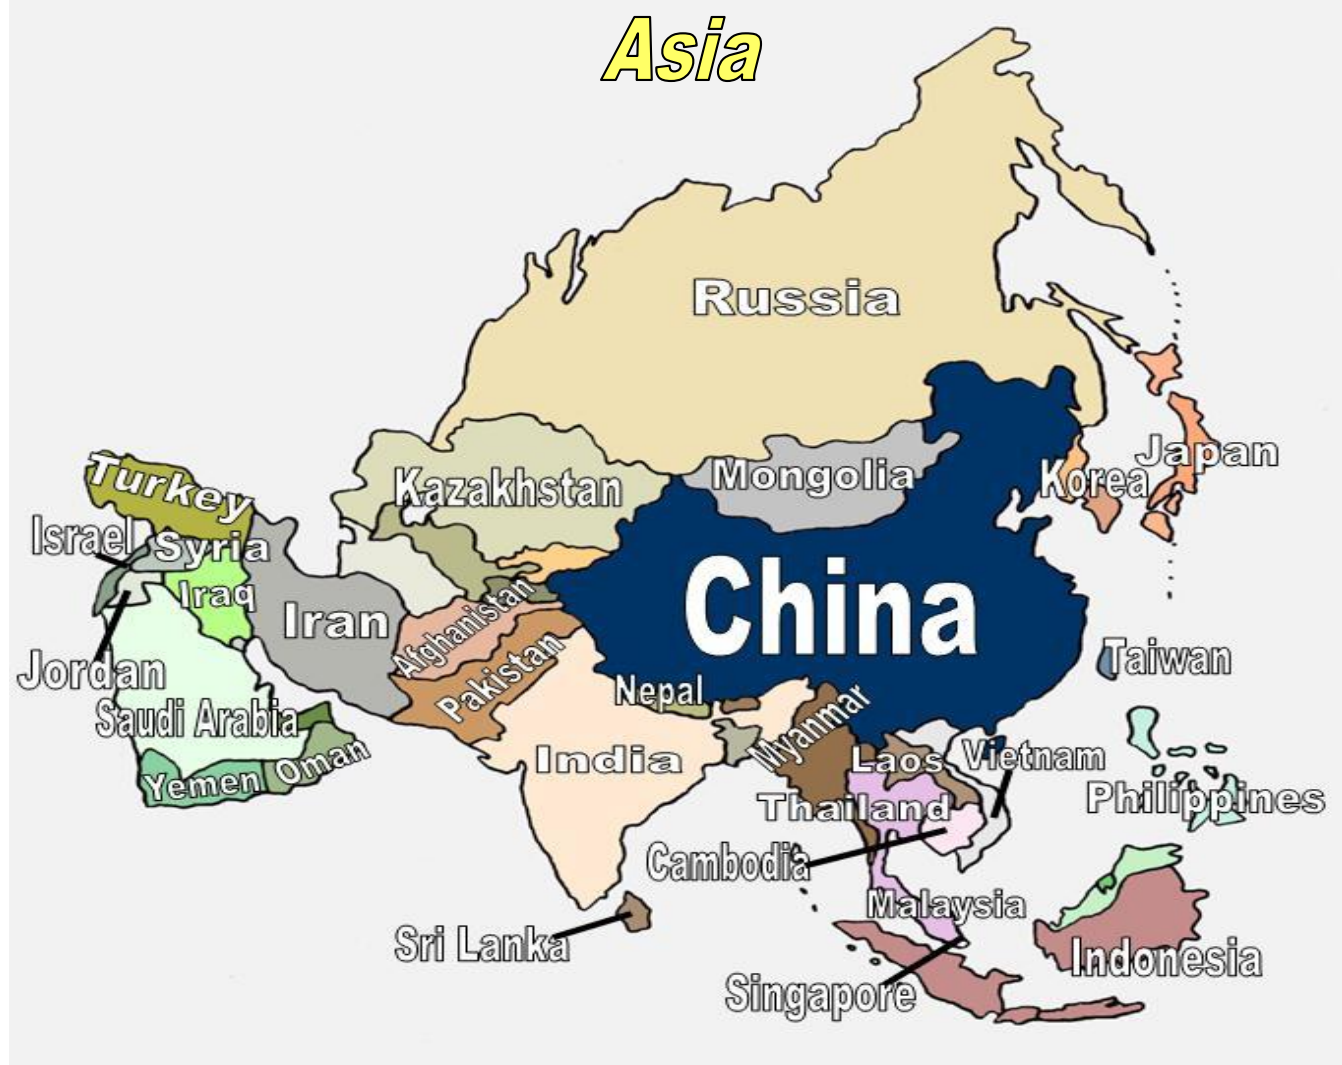 Asia
Russia
Turkey
Kazakhstan
Mongolia
Korea
Japan
Israel
Syria
Iraq
Iran
Afghanistan
China
Jordan
Pakistan
Nepal
Taiwan
Saudi Arabia
Yemen
Oman
India
Myanmar
Laos
Vietnam
Thailand
Philippines
Cambodia
Malaysia
Sri Lanka
Indonesia
Singapore